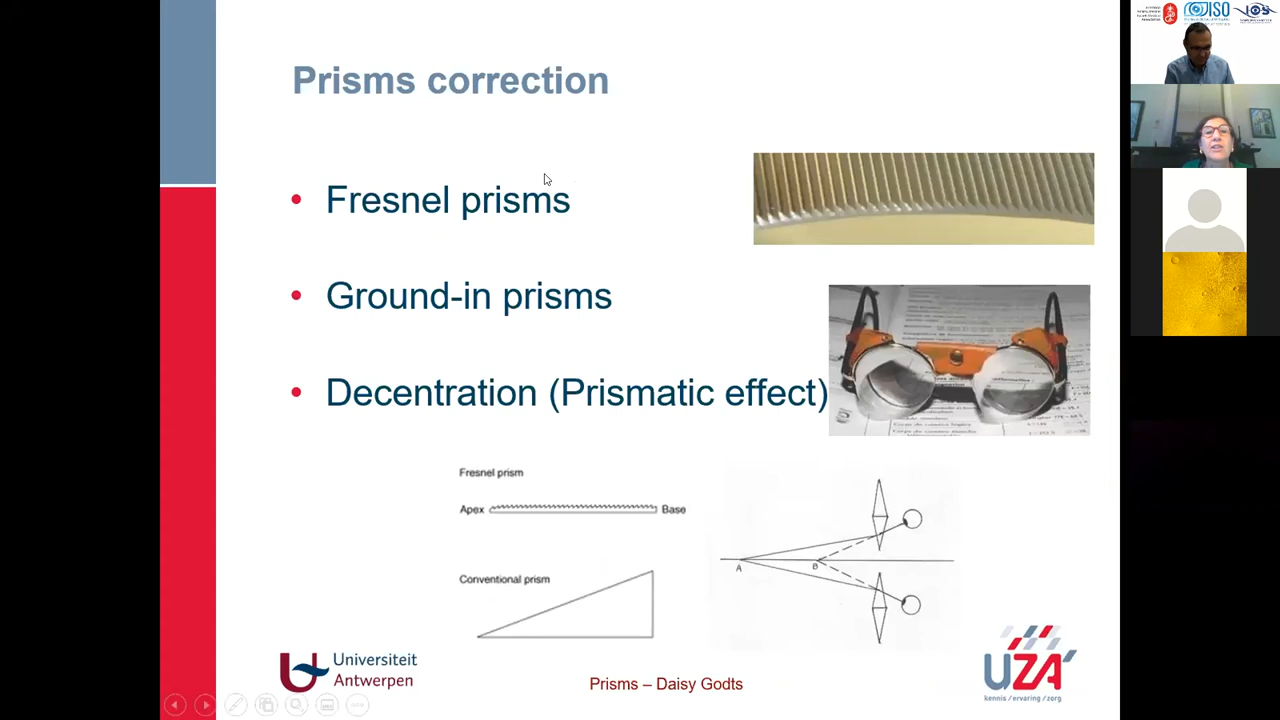 Prisms correction
• Fresnel prisms
• Ground-in prisms
• Decentration (Prismatic effect)
Fresnel prism
Apex
Base
Conventional prism
A
B
Universiteit
Antwerpen
Prisms – Daisy Godts
UZA
kennis / ervaring / zorg
ISO